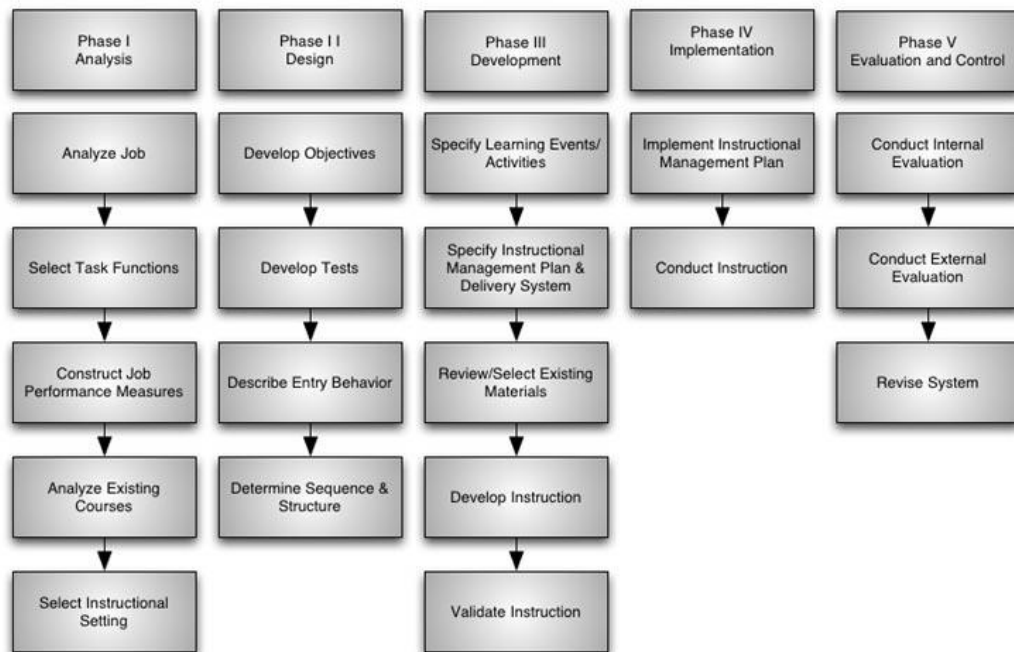 Phase I
Analysis
Phase I I
Design
Phase III
Development
Phase IV
Implementation
Phase V
Evaluation and Control
Analyze Job
Develop Objectives
Specify Learning Events/
Activities
Implement Instructional
Management Plan
Conduct Internal
Evaluation
Select Task Functions
Develop Tests
Specify Instructional
Management Plan &
Delivery System
Conduct Instruction
Conduct External
Evaluation
Construct Job
Performance Measures
Describe Entry Behavior
Review/Select Existing
Materials
Revise System
Analyze Existing
Courses
Determine Sequence &
Structure
Develop Instruction
Select Instructional
Setting
Validate Instruction